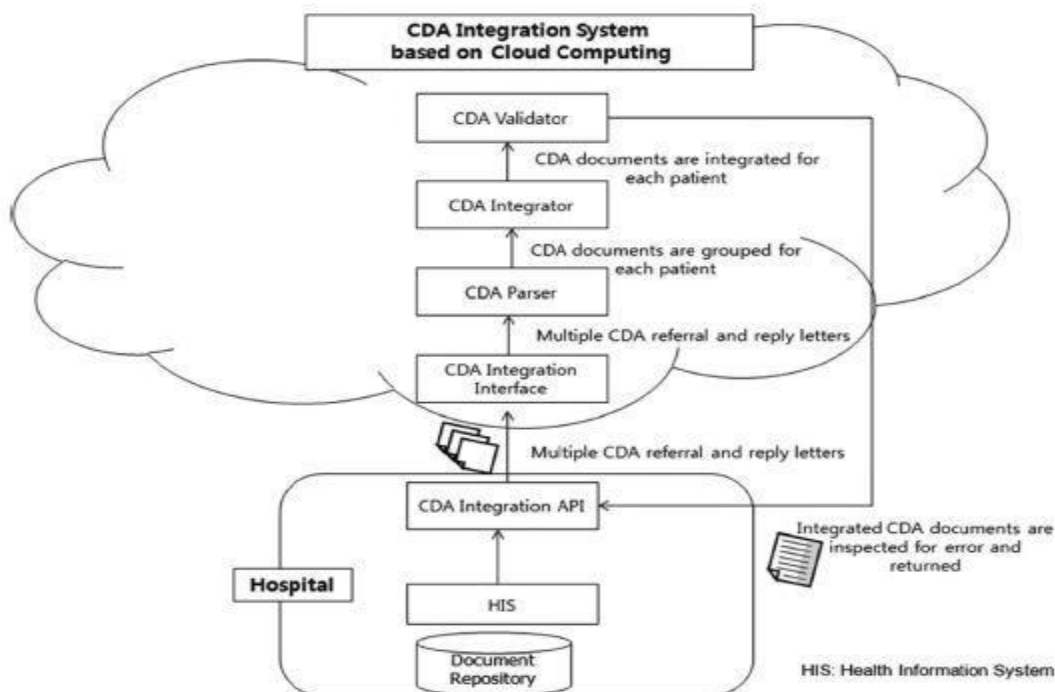 CDA Integration System
based on Cloud Computing
CDA Validator
CDA documents are integrated for
each patient
CDA Integrator
CDA documents are grouped for
each patient
CDA Parser
Multiple CDA referral and reply letters
CDA Integration
Interface
Multiple CDA referral and reply letters
CDA Integration API
Integrated CDA documents are
inspected for error and
returned
Hospital
HIS
Document
Repository
HIS: Health Information System